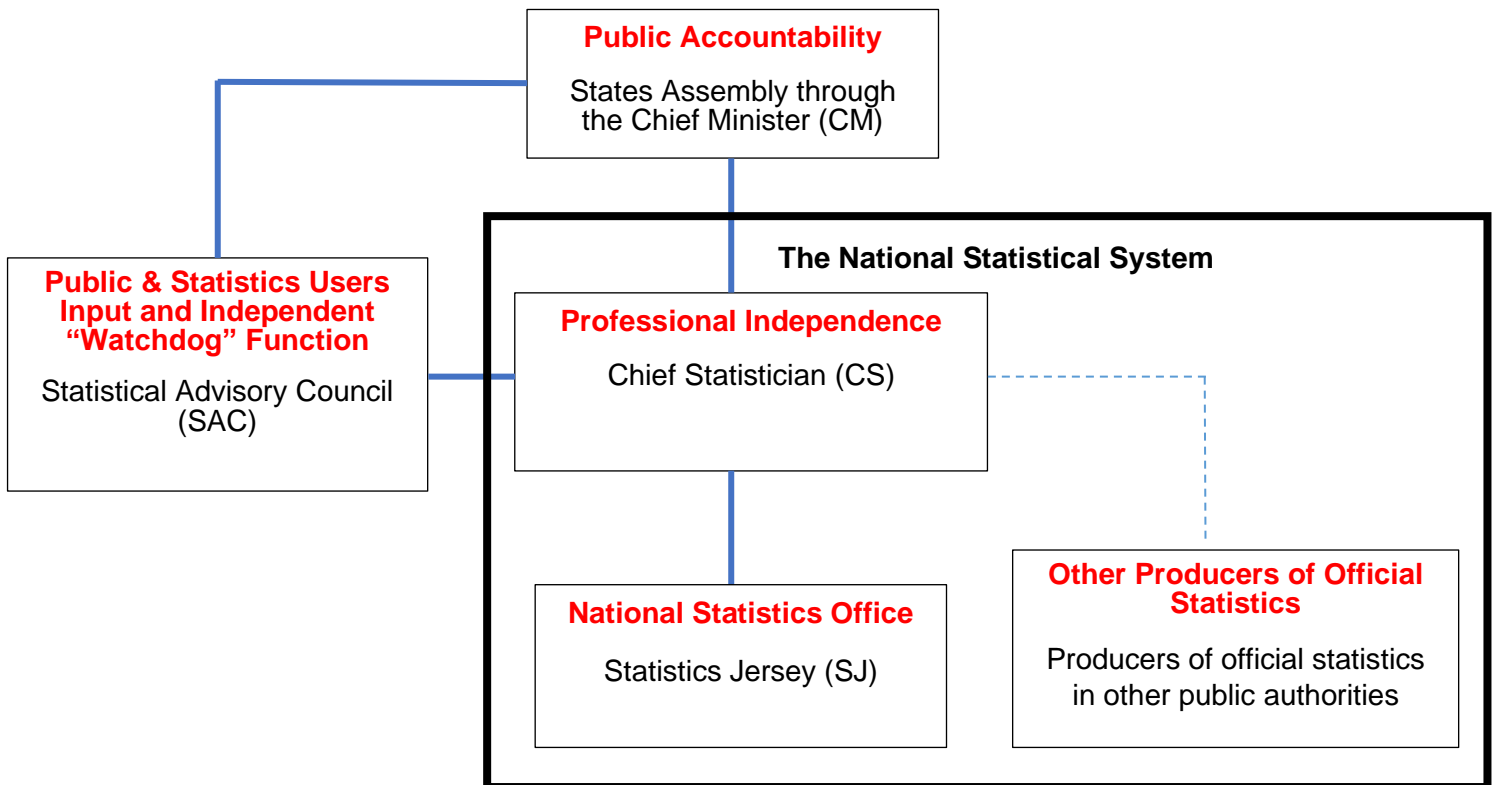 Public Accountability
States Assembly through
the Chief Minister (CM)
The National Statistical System
Public & Statistics Users
Input and Independent
“Watchdog” Function
Statistical Advisory Council
(SAC)
Professional Independence
Chief Statistician (CS)
National Statistics Office
Statistics Jersey (SJ)
Other Producers of Official
Statistics
Producers of official statistics
in other public authorities